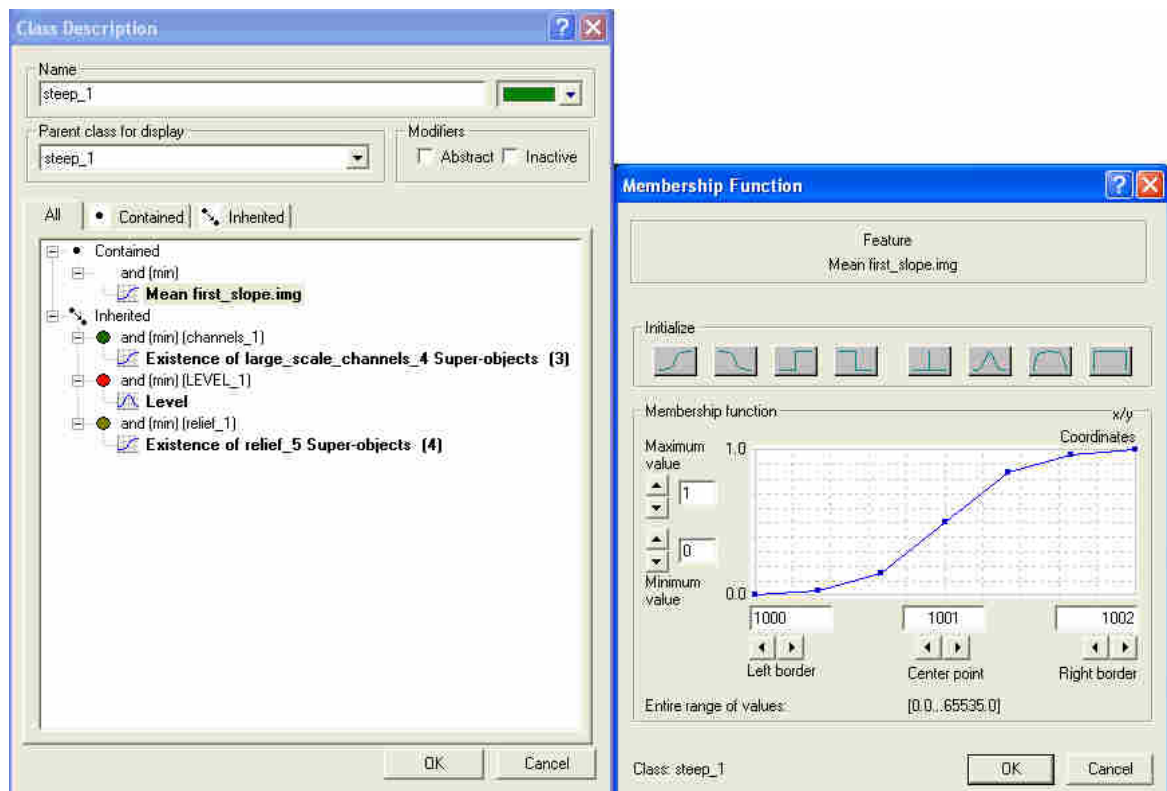 Class Description
Name
steep_1
Parent class for display
steep_1
Modifiers
Abstract
Inactive
All
Contained
Inherited
Contained
and (min)
Mean first_slope.img
Inherited
and (min) (channels_1)
Existence of large_scale_channels_4 Super-objects (3)
and (min) (LEVEL_1)
Level
and (min) (relief_1)
Existence of relief_5 Super-objects (4)
OK
Cancel
Membership Function
Feature
Mean first_slope.img
Initialize
Membership function
x/y
Coordinates
Maximum
value
1.0
1
0
Minimum
value
0.0
1000
1001
1002
Left border
Center point
Right border
Entire range of values:
[0.0...65535.0]
Class: steep_1
OK
Cancel